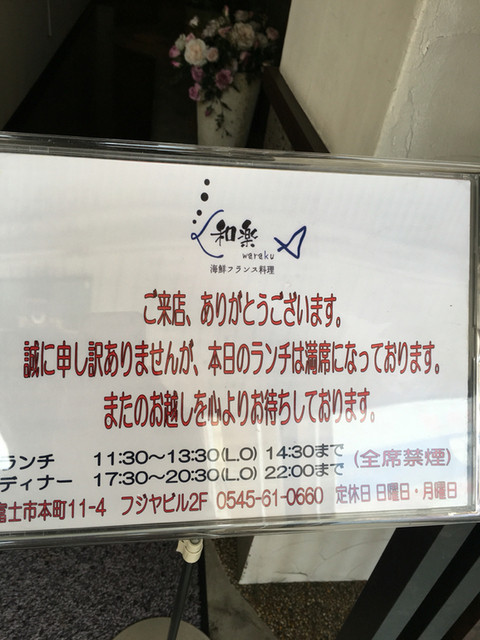 和楽
waraku
海鮮フランス料理
ご来店、ありがとうございます。
誠に申し訳ありませんが、本日のランチは満席になっております。
またのお越しを心よりお待ちしております。
ランチ 11:30～13:30(L.O) 14:30まで
ディナー 17:30～20:30(L.O) 22:00まで (全席禁煙)
富士市本町11-4 フジヤビル2F 0545-61-0660 定休日 日曜日・月曜日